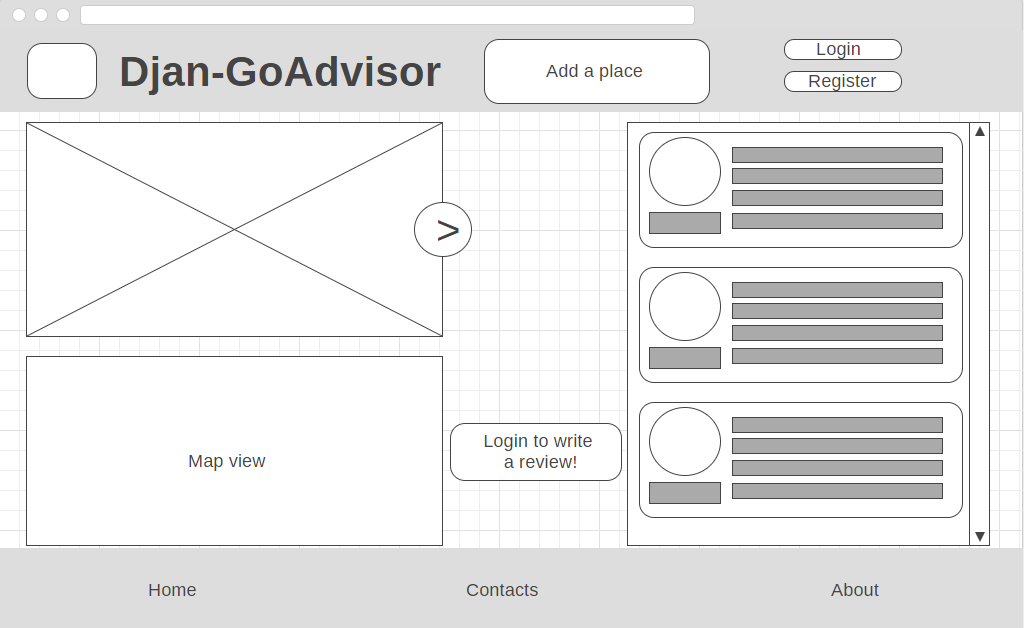 Djan-GoAdvisor
Add a place
Login
Register
>
Map view
Login to write
a review!
Home
Contacts
About